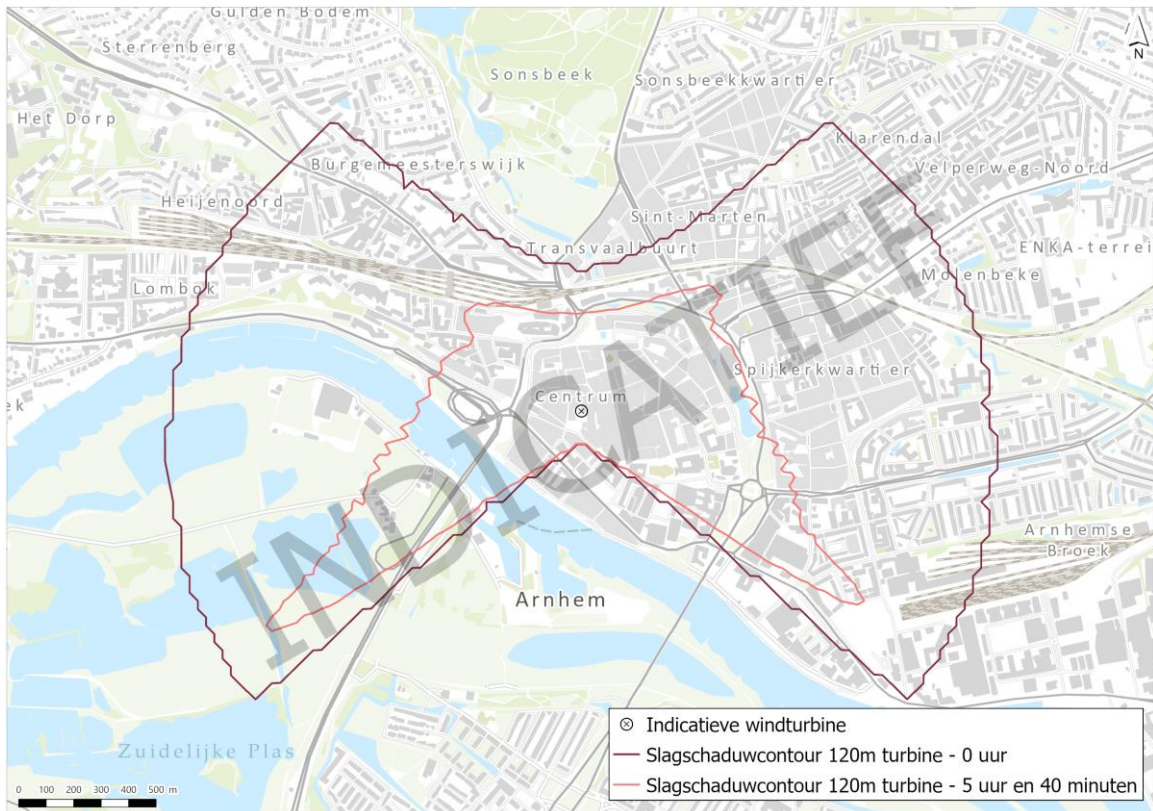 Gulden Bodem
Sterrenberg
N
Sonsbeek
Sonsbeekkwartier
Het Dorp
Klarendal
Burgemeesterswijk
Velperweg-Noord
Heijenoord
Sint-Marten
Transvaalbuurt
ENKA-terrei
Molenbeke
Lombok
Spijkerkwartier
Centrum
ek
INDICATIEF
Arnhemse
Broek
Arnhem
Indicatieve windturbine
Slagschaduwcontour 120m turbine - 0 uur
Zuidelijke Plas
Slagschaduwcontour 120m turbine - 5 uur en 40 minuten
0 100 200 300 400 500 m